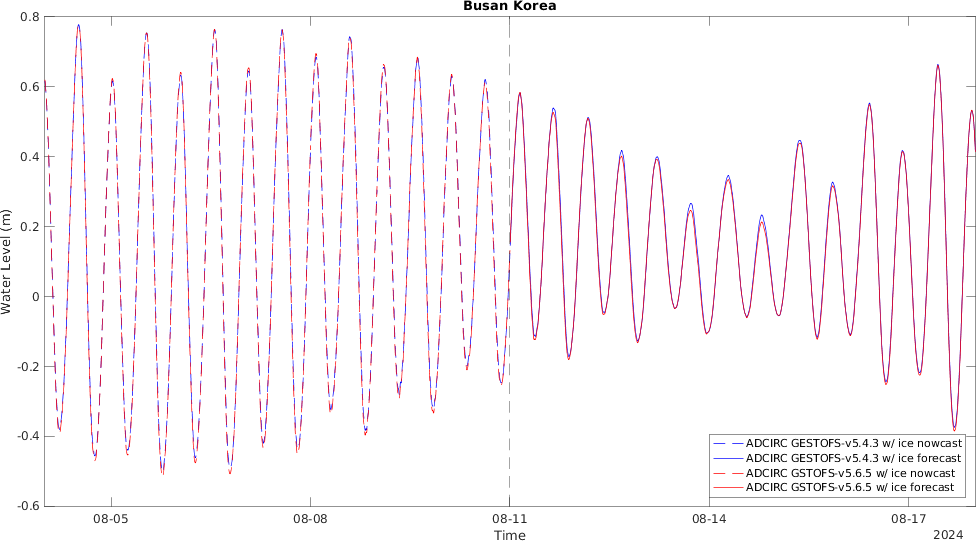 Busan Korea
0.8
0.6
0.4
0.2
0
-0.2
-0.4
-0.6
Water Level (m)
08-05
08-08
08-11
08-14
08-17
Time
2024
ADCIRC GESTOFS-v5.4.3 w/ ice nowcast
ADCIRC GESTOFS-v5.4.3 w/ ice forecast
ADCIRC GSTOFS-v5.6.5 w/ ice nowcast
ADCIRC GSTOFS-v5.6.5 w/ ice forecast